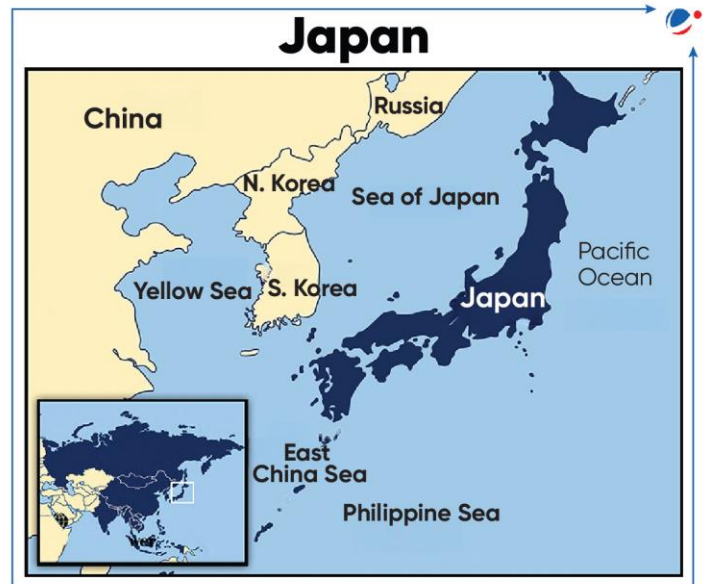 Japan
China
Russia
N. Korea
Sea of Japan
Pacific
Ocean
Yellow Sea
S. Korea
Japan
East
China Sea
Philippine Sea